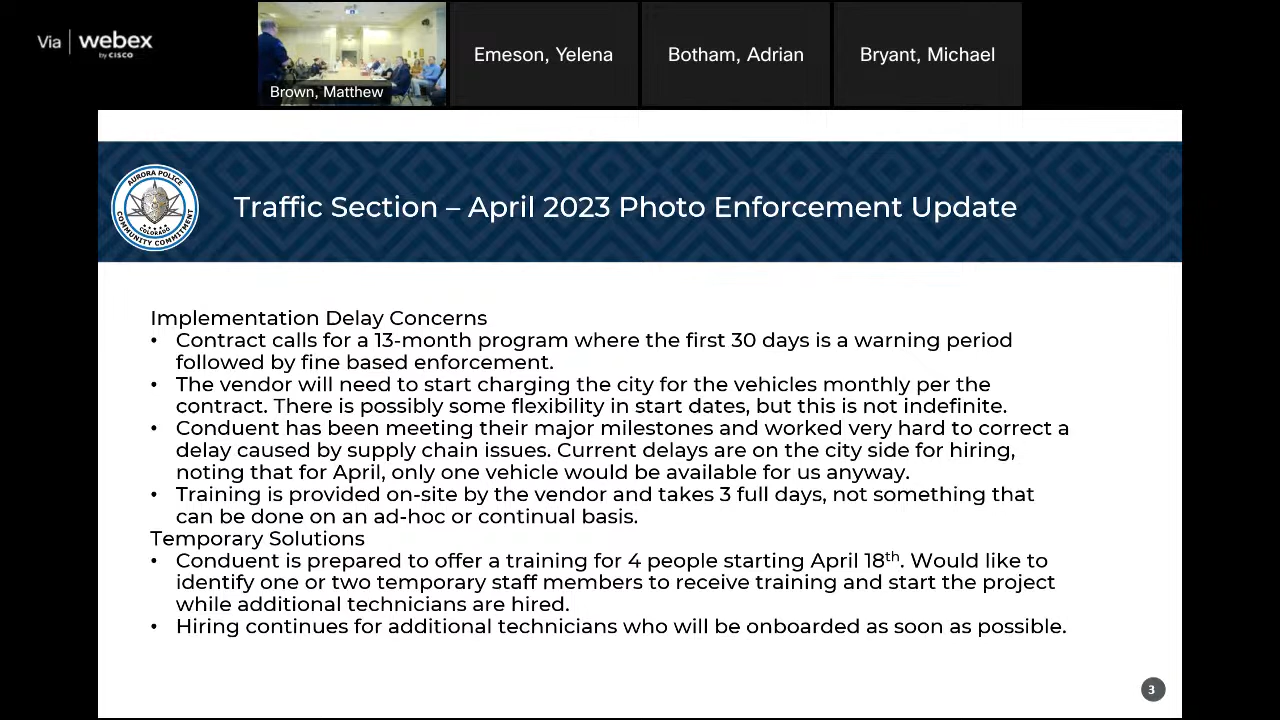 Via | webex
by CISCO
Brown, Matthew
Emeson, Yelena
Botham, Adrian
Bryant, Michael
AURORA POLICE
COLORADO
COMMUNITY COMMITMENT
Traffic Section – April 2023 Photo Enforcement Update
Implementation Delay Concerns
• Contract calls for a 13-month program where the first 30 days is a warning period
followed by fine based enforcement.
• The vendor will need to start charging the city for the vehicles monthly per the
contract. There is possibly some flexibility in start dates, but this is not indefinite.
• Conduent has been meeting their major milestones and worked very hard to correct a
delay caused by supply chain issues. Current delays are on the city side for hiring,
noting that for April, only one vehicle would be available for us anyway.
• Training is provided on-site by the vendor and takes 3 full days, not something that
can be done on an ad-hoc or continual basis.
Temporary Solutions
• Conduent is prepared to offer a training for 4 people starting April 18th. Would like to
identify one or two temporary staff members to receive training and start the project
while additional technicians are hired.
• Hiring continues for additional technicians who will be onboarded as soon as possible.
3